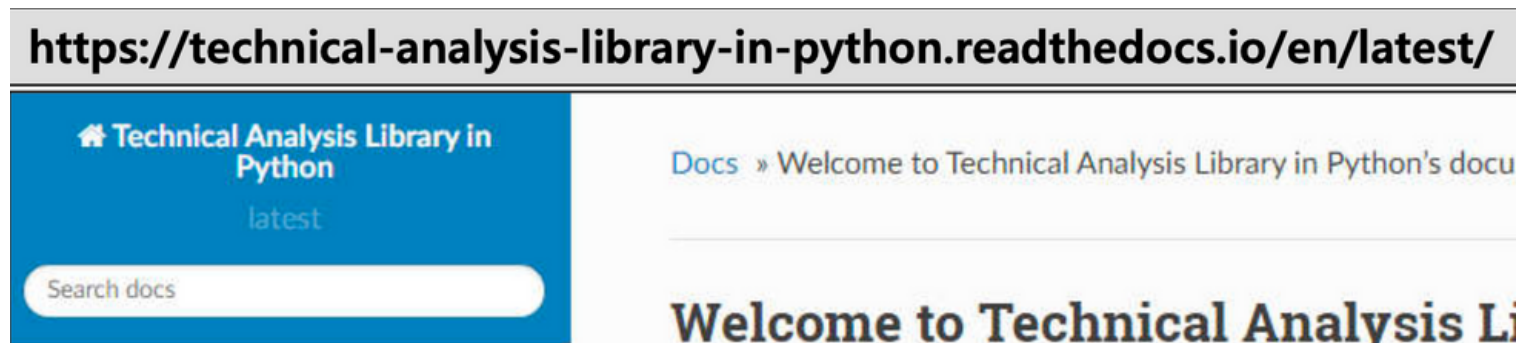 https://technical-analysis-library-in-python.readthedocs.io/en/latest/
Technical Analysis Library in
Python
latest
Search docs
Docs » Welcome to Technical Analysis Library in Python's docu
Welcome to Technical Analysis Li